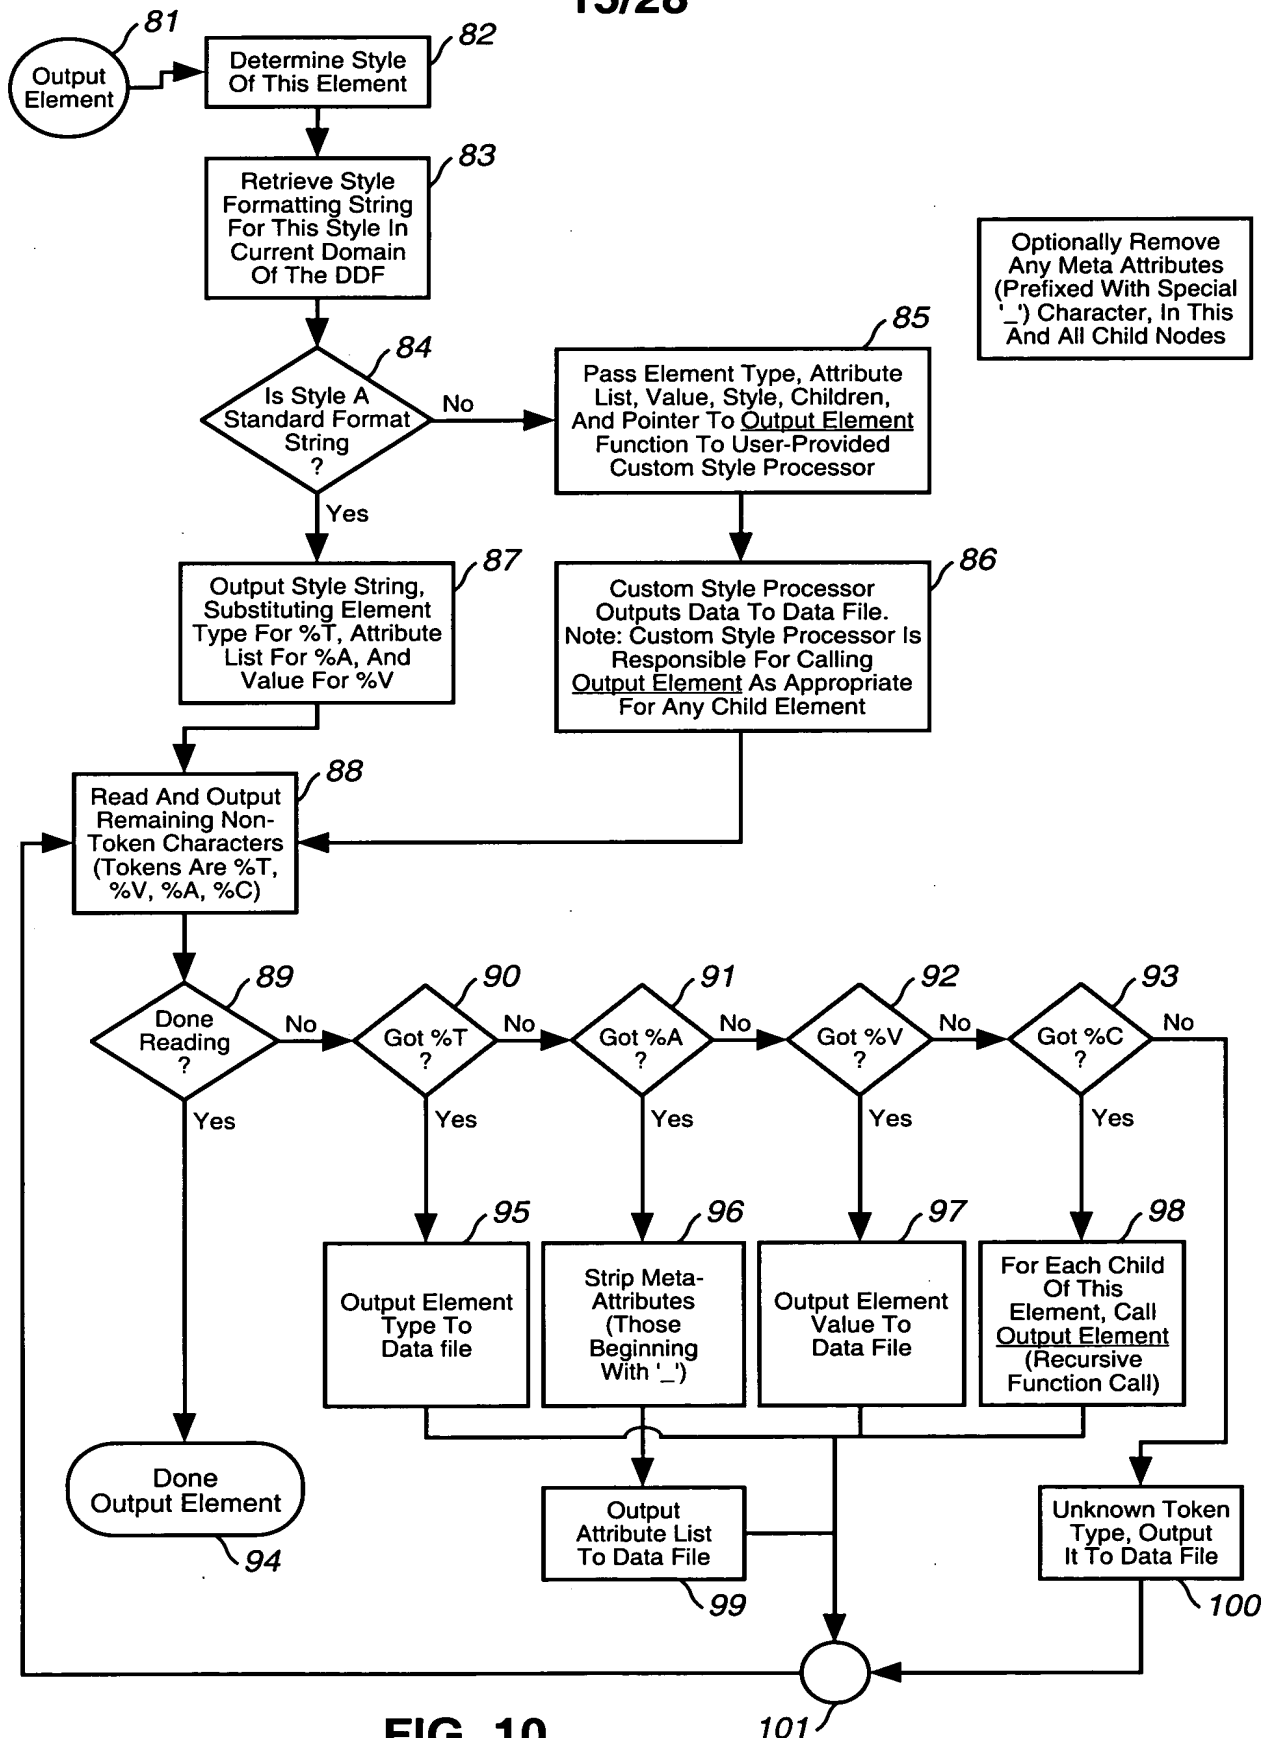 15/28
81
Output
Element
82
Determine Style
Of This Element
83
Retrieve Style
Formatting String
For This Style In
Current Domain
Of The DDF
Optionally Remove
Any Meta Attributes
(Prefixed With Special
'_') Character, In This
And All Child Nodes
84
Is Style A
Standard Format
String
?
No
Yes
85
Pass Element Type, Attribute
List, Value, Style, Children,
And Pointer To Output Element
Function To User-Provided
Custom Style Processor
87
Output Style String,
Substituting Element
Type For %T, Attribute
List For %A, And
Value For %V
86
Custom Style Processor
Outputs Data To Data File.
Note: Custom Style Processor Is
Responsible For Calling
Output Element As Appropriate
For Any Child Element
88
Read And Output
Remaining Non-
Token Characters
(Tokens Are %T,
%V, %A, %C)
89
Done
Reading
?
No
Yes
90
Got %T
?
No
Yes
91
Got %A
?
No
Yes
92
Got %V
?
No
Yes
93
Got %C
?
No
Yes
95
Output Element
Type To
Data file
96
Strip Meta-
Attributes
(Those
Beginning
With '_')
97
Output Element
Value To
Data File
98
For Each Child
Of This
Element, Call
Output Element
(Recursive
Function Call)
Done
Output Element
94
Output
Attribute List
To Data File
99
Unknown Token
Type, Output
It To Data File
100
101
FIG. 10